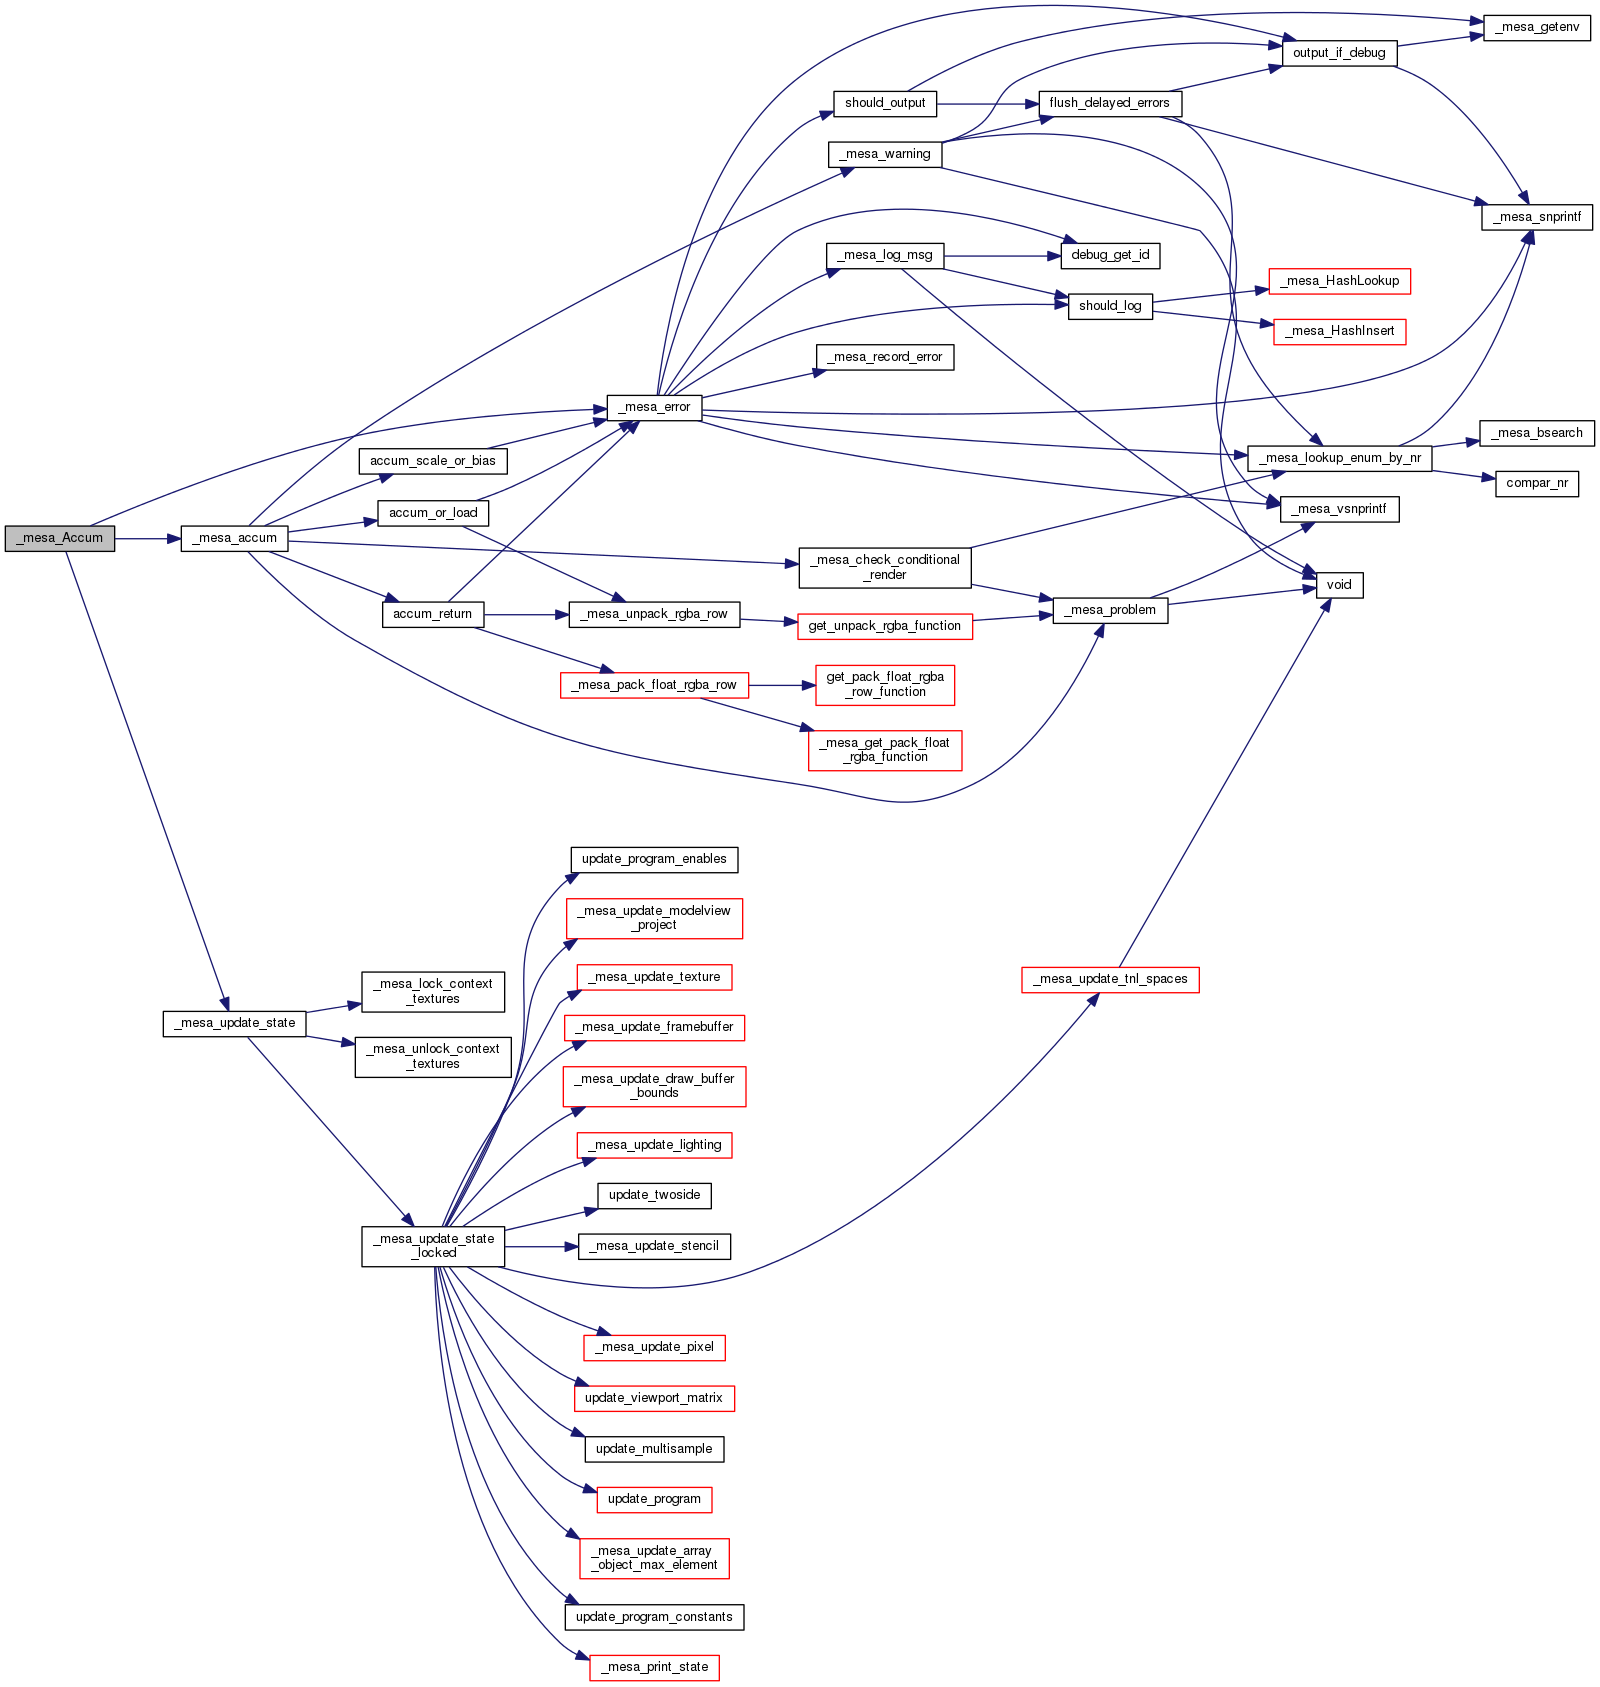 _mesa_getenv
output_if_debug
should_output
flush_delayed_errors
_mesa_warning
_mesa_snprintf
_mesa_log_msg
debug_get_id
_mesa_HashLookup
should_log
_mesa_HashInsert
_mesa_record_error
_mesa_error
_mesa_bsearch
accum_scale_or_bias
_mesa_lookup_enum_by_nr
compar_nr
accum_or_load
_mesa_vsnprintf
_mesa_Accum
_mesa_accum
_mesa_check_conditional
_render
void
accum_return
_mesa_unpack_rgba_row
get_unpack_rgba_function
_mesa_problem
_mesa_pack_float_rgba_row
get_pack_float_rgba
_row_function
_mesa_get_pack_float
_rgba_function
update_program_enables
_mesa_update_modelview
_project
_mesa_update_texture
_mesa_update_tnl_spaces
_mesa_lock_context
_textures
_mesa_update_state
_mesa_update_framebuffer
_mesa_unlock_context
_textures
_mesa_update_draw_buffer
_bounds
_mesa_update_lighting
update_twoside
_mesa_update_state
_locked
_mesa_update_stencil
_mesa_update_pixel
update_viewport_matrix
update_multisample
update_program
_mesa_update_array
_object_max_element
update_program_constants
_mesa_print_state